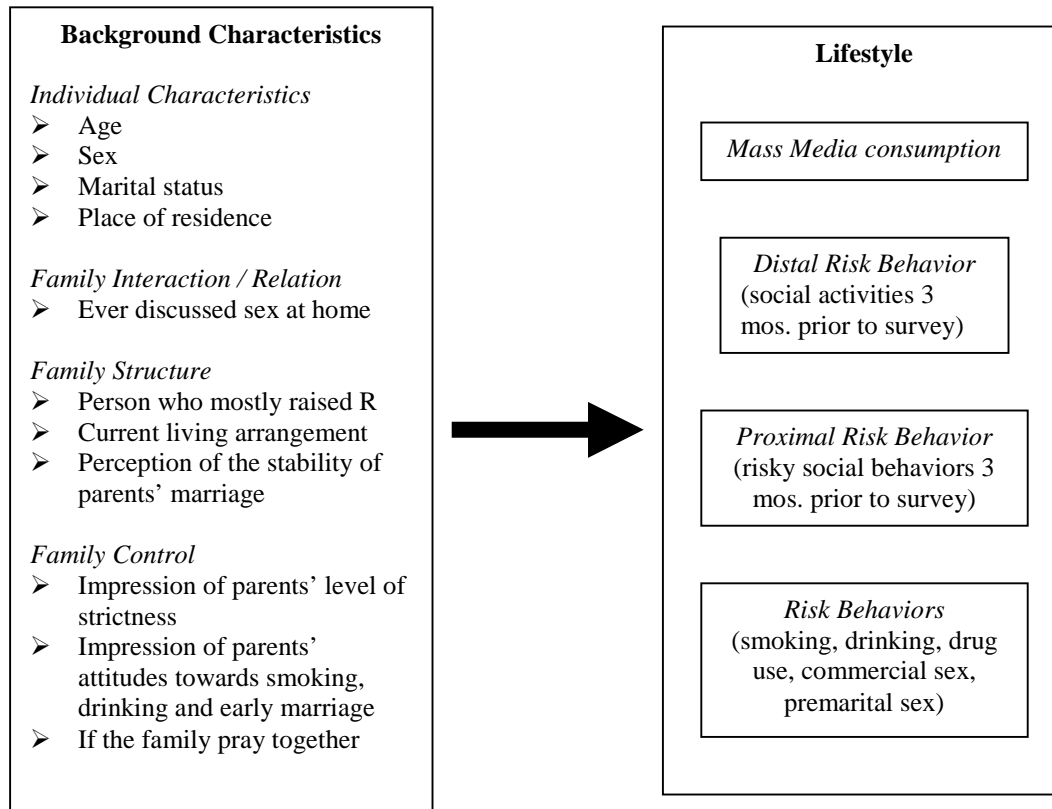 Background Characteristics
Individual Characteristics
➢ Age
➢ Sex
➢ Marital status
➢ Place of residence
Family Interaction / Relation
➢ Ever discussed sex at home
Family Structure
➢ Person who mostly raised R
➢ Current living arrangement
➢ Perception of the stability of
parents’ marriage
Family Control
➢ Impression of parents’ level of
strictness
➢ Impression of parents’
attitudes towards smoking,
drinking and early marriage
➢ If the family pray together
Lifestyle
Mass Media consumption
Distal Risk Behavior
(social activities 3
mos. prior to survey)
Proximal Risk Behavior
(risky social behaviors 3
mos. prior to survey)
Risk Behaviors
(smoking, drinking, drug
use, commercial sex,
premarital sex)